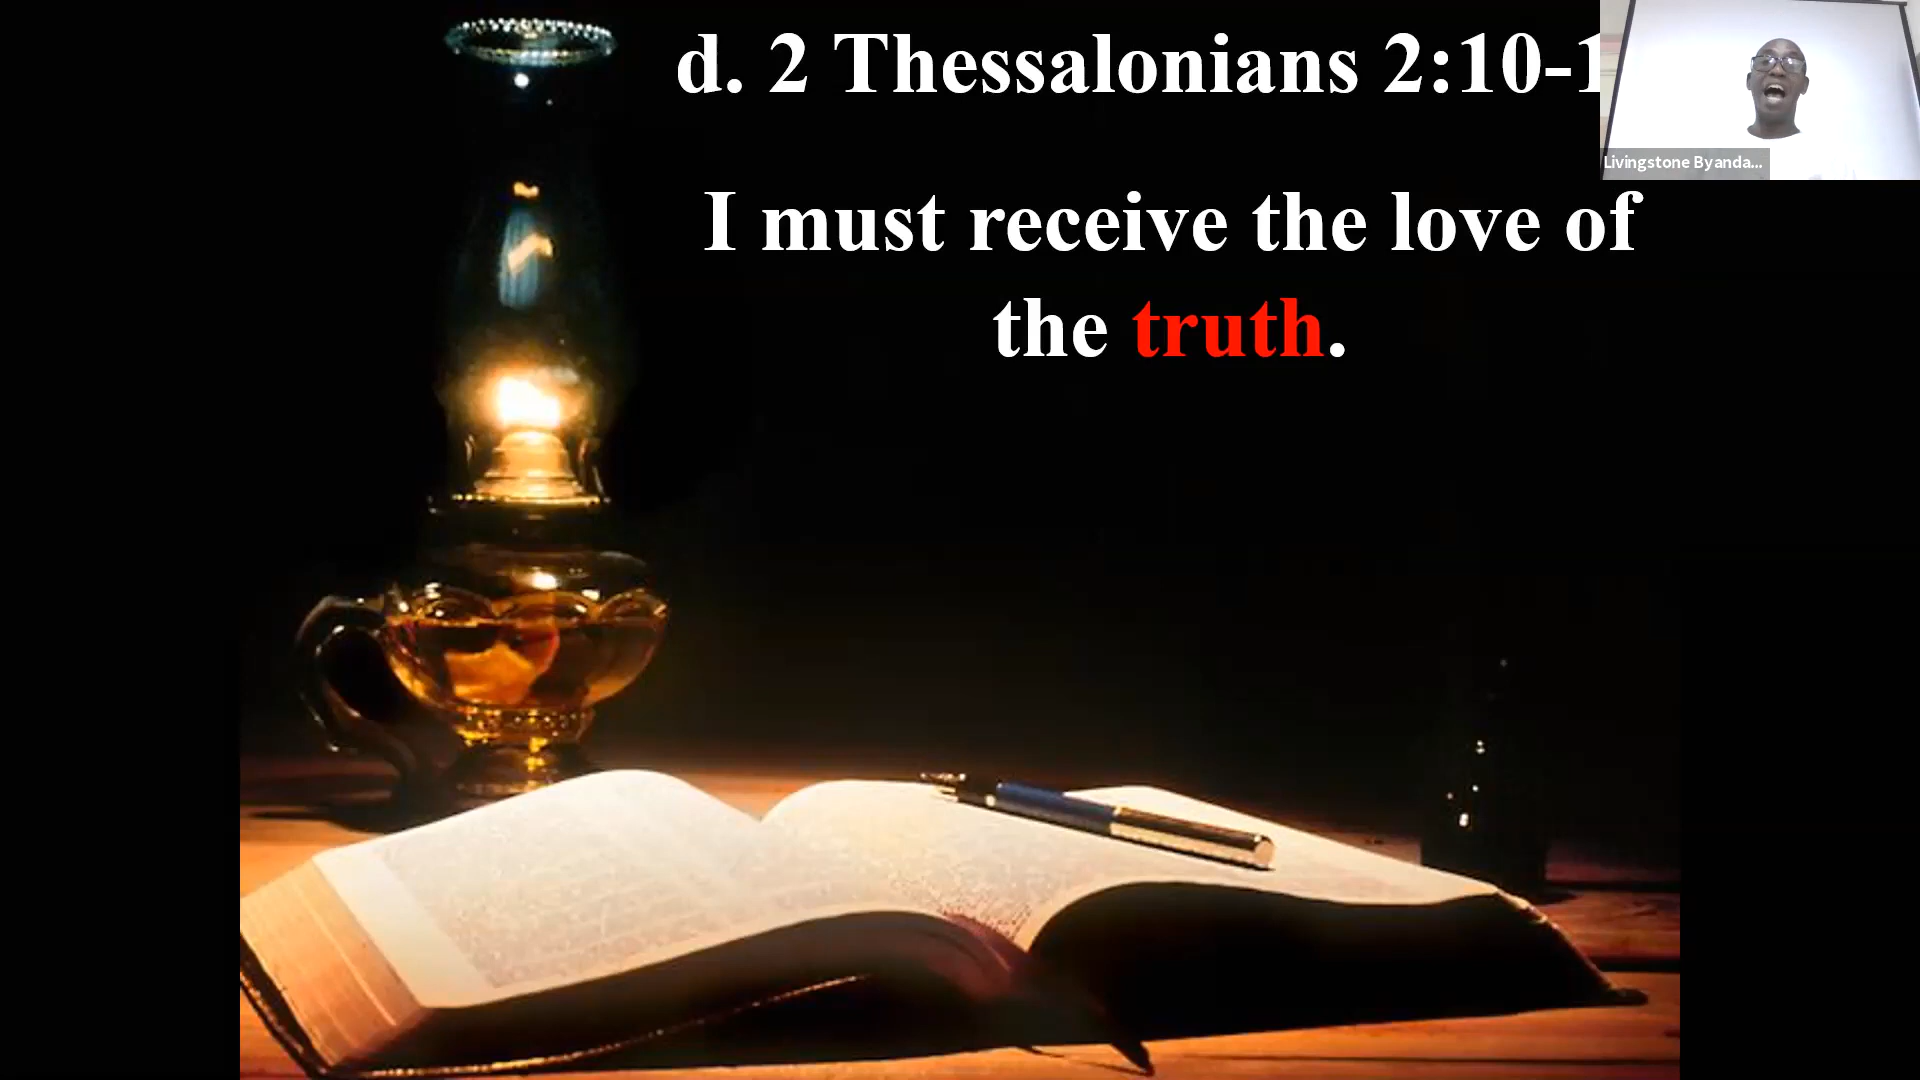 d. 2 Thessalonians 2:10-1
I must receive the love of
the truth.
Livingstone Byanda...